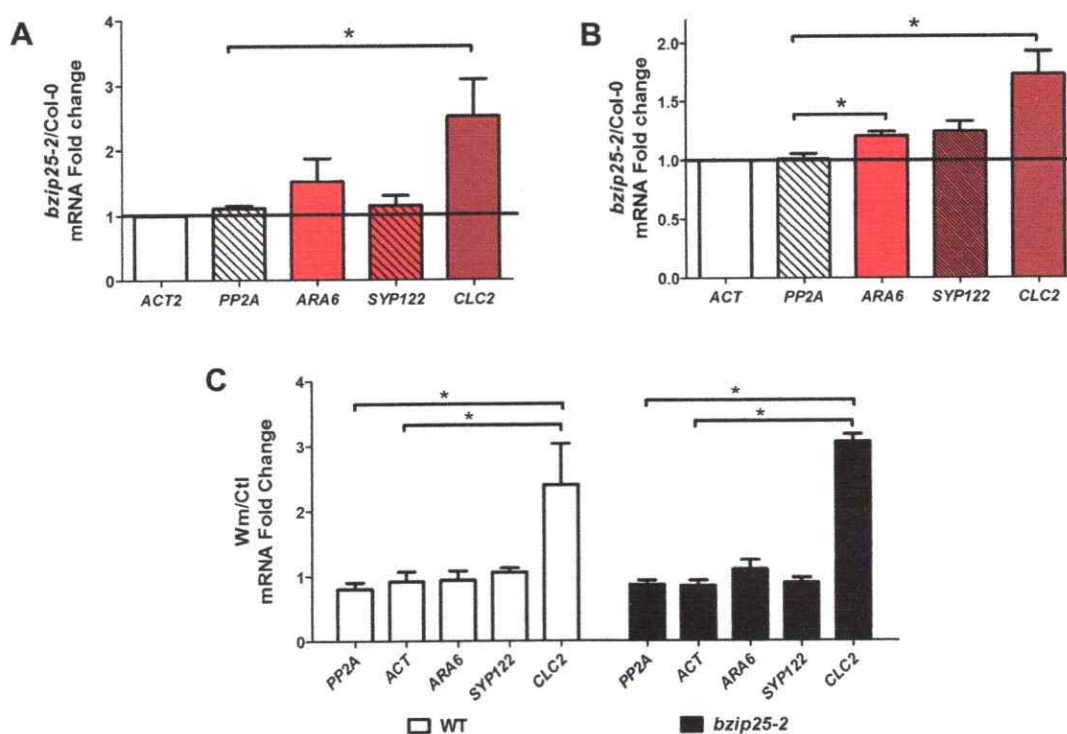 A
bzip25-2/Col-0
mRNA Fold change
4
3
2
1
0
*
ACT2 PP2A ARA6 SYP122 CLC2
B
bzip25-2/Col-0
mRNA Fold change
2.0
1.5
1.0
0.5
0.0
*
*
ACT PP2A ARA6 SYP122 CLC2
C
Wm/Ctl
mRNA Fold Change
4
3
2
1
0
*
*
*
*
PP2A ACT ARA6 SYP122 CLC2 PP2A ACT ARA6 SYP122 CLC2
WT bzip25-2